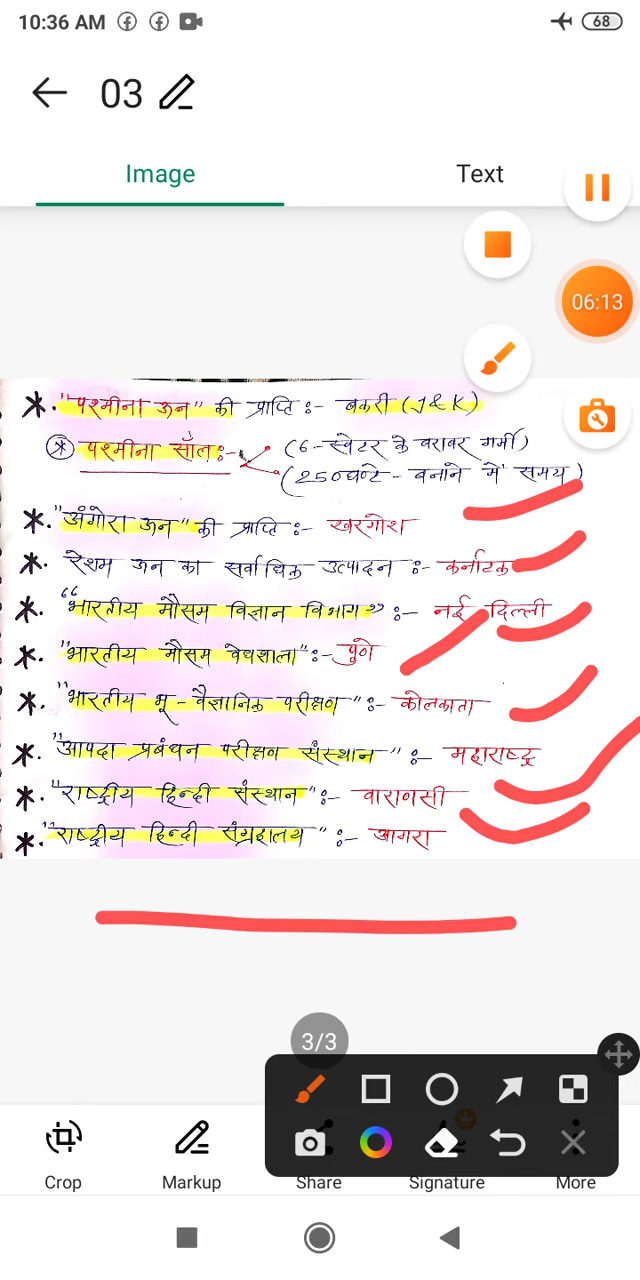 10:36 AM
68
03
Image
Text
06:13
*. "पश्मीना ऊन" की प्राप्ति :- बकरी (J & K)
* पश्मीना सॉल :- (6 - स्वेटर के बराबर गर्मी)
(250 घण्टे - बनाने में समय)
*. "अंगोरा ऊन" की प्राप्ति :- खरगोश
*. रेशम ऊन का सर्वाधिक उत्पादन :- कर्नाटक
*. "भारतीय मौसम विज्ञान विभाग" :- नई दिल्ली
*. "भारतीय मौसम वेधशाला" :- पुणे
*. "भारतीय भू - वैज्ञानिक परीक्षण" :- कोलकाता
*. "आपदा प्रबंधन परीक्षण संस्थान" :- महाराष्ट्र
*. "राष्ट्रीय हिन्दी संस्थान" :- वाराणसी
*. "राष्ट्रीय हिन्दी संग्रहालय" :- आगरा
3/3
Crop
Markup
Share
Signature
More